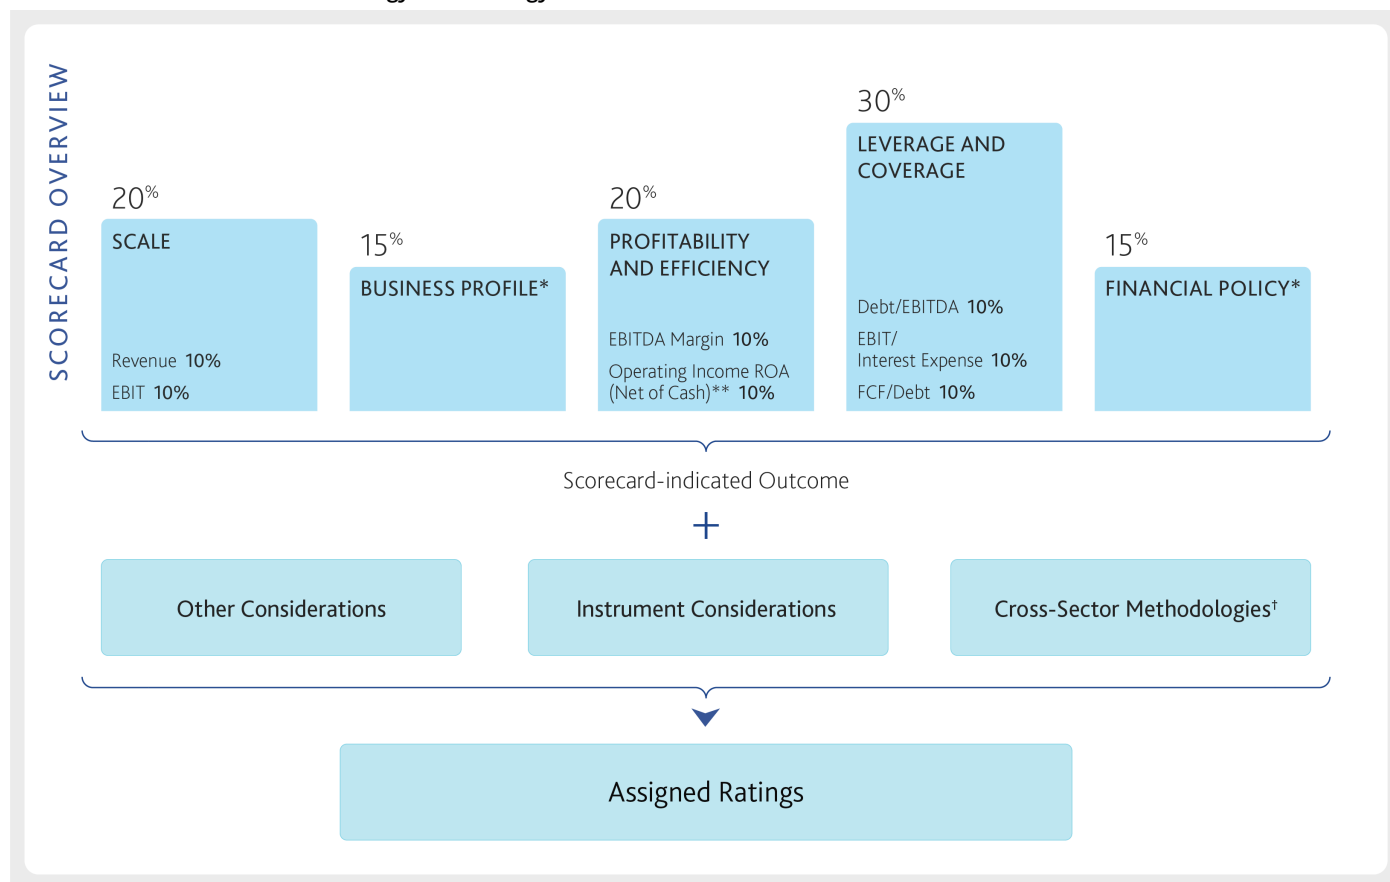 SCORECARD OVERVIEW
20%
SCALE
Revenue 10%
EBIT 10%
15%
BUSINESS PROFILE*
20%
PROFITABILITY
AND EFFICIENCY
EBITDA Margin 10%
Operating Income ROA
(Net of Cash)** 10%
30%
LEVERAGE AND
COVERAGE
Debt/EBITDA 10%
EBIT/
Interest Expense 10%
FCF/Debt 10%
15%
FINANCIAL POLICY*
Scorecard-indicated Outcome
+
Other Considerations
Instrument Considerations
Cross-Sector Methodologies†
Assigned Ratings